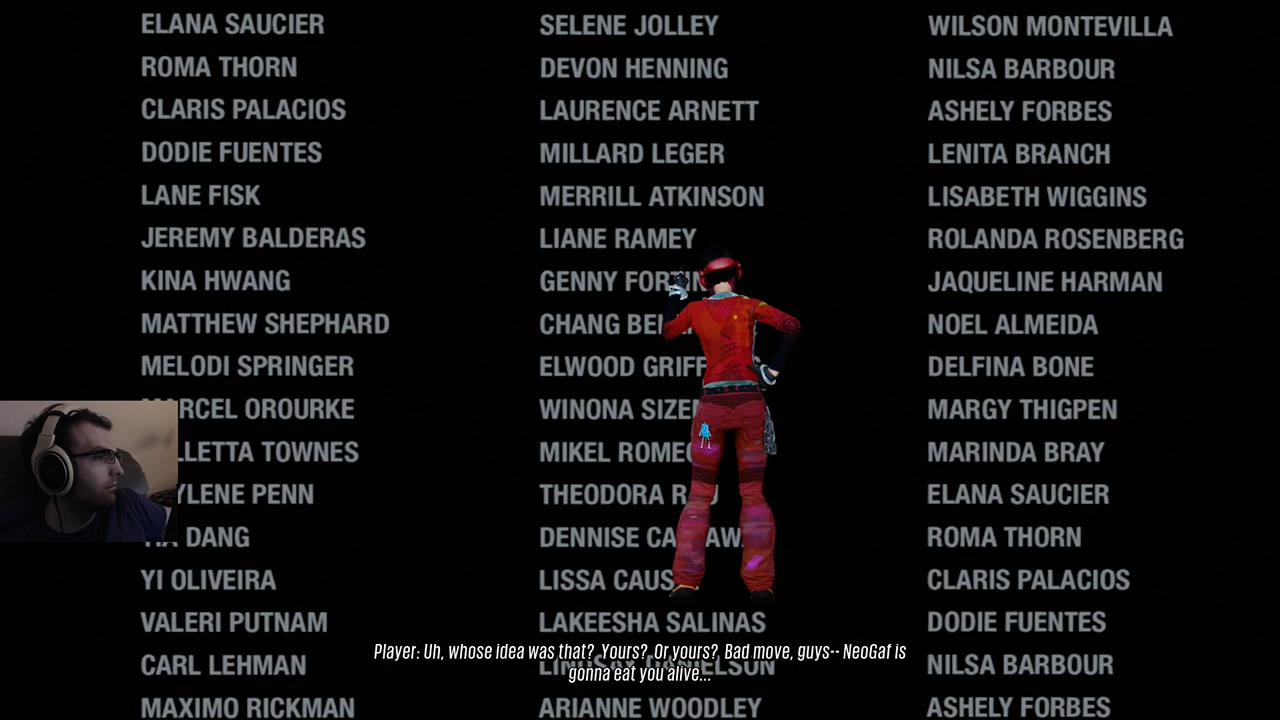 ELANA SAUCIER SELENE JOLLEY WILSON MONTEVILLA
ROMA THORN DEVON HENNING NILSA BARBOUR
CLARIS PALACIOS LAURENCE ARNETT ASHELY FORBES
DODIE FUENTES MILLARD LEGER LENITA BRANCH
LANE FISK MERRILL ATKINSON LISABETH WIGGINS
JEREMY BALDERAS LIANE RAMEY ROLANDA ROSENBERG
KINA HWANG GENNY JAQUELINE HARMAN
MATTHEW SHEPHARD CHANG NOEL ALMEIDA
MELODI SPRINGER ELWOOD DELFINA BONE
OROURKE WINONA MARGY THIGPEN
TOWNES MIKEL MARINDA BRAY
PENN THEODORA ELANA SAUCIER
DANG DENNISE ROMA THORN
YI OLIVEIRA LISSA CLARIS PALACIOS
VALERI PUTNAM LAKEESHA SALINAS DODIE FUENTES
Player: Uh, whose idea was that? Yours? Or yours? Bad move, guys-- NeoGaf is
CARL LEHMAN LINDSAY DANIELSON NILSA BARBOUR
gonna eat you alive...
MAXIMO RICKMAN ARIANNE WOODLEY ASHELY FORBES